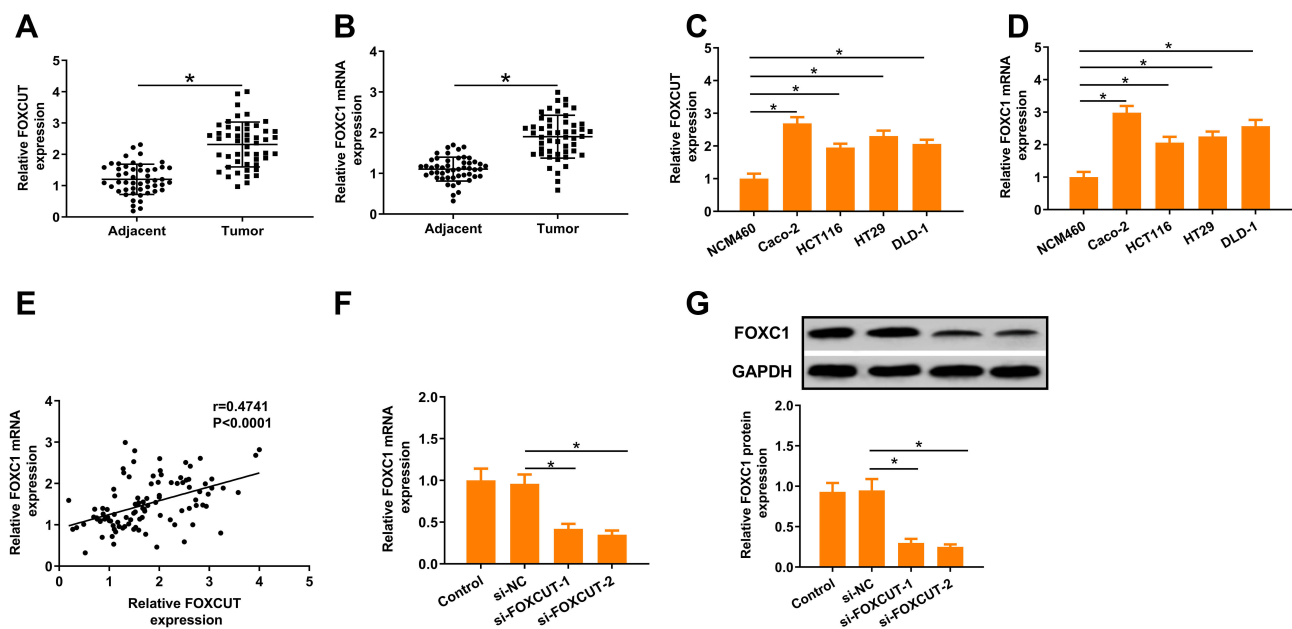 A
Relative FOXCUT
expression
5
4
3
2
1
0
*
Adjacent
Tumor
B
Relative FOXC1 mRNA
expression
4
3
2
1
0
*
Adjacent
Tumor
C
Relative FOXCUT
expression
5
4
3
2
1
0
*
*
*
*
NCM460
Caco-2
HCT116
HT29
DLD-1
D
Relative FOXC1 mRNA
expression
5
4
3
2
1
0
*
*
*
*
NCM460
Caco-2
HCT116
HT29
DLD-1
E
Relative FOXC1 mRNA
expression
r=0.4741
P<0.0001
4
3
2
1
0
0
1
2
3
4
5
Relative FOXCUT
expression
F
Relative FOXC1 mRNA
expression
2.0
1.5
1.0
0.5
0.0
*
*
Control
si-NC
si-FOXCUT-1
si-FOXCUT-2
G
FOXC1
GAPDH
Relative FOXC1 protein
expression
2.0
1.5
1.0
0.5
0.0
*
*
Control
si-NC
si-FOXCUT-1
si-FOXCUT-2